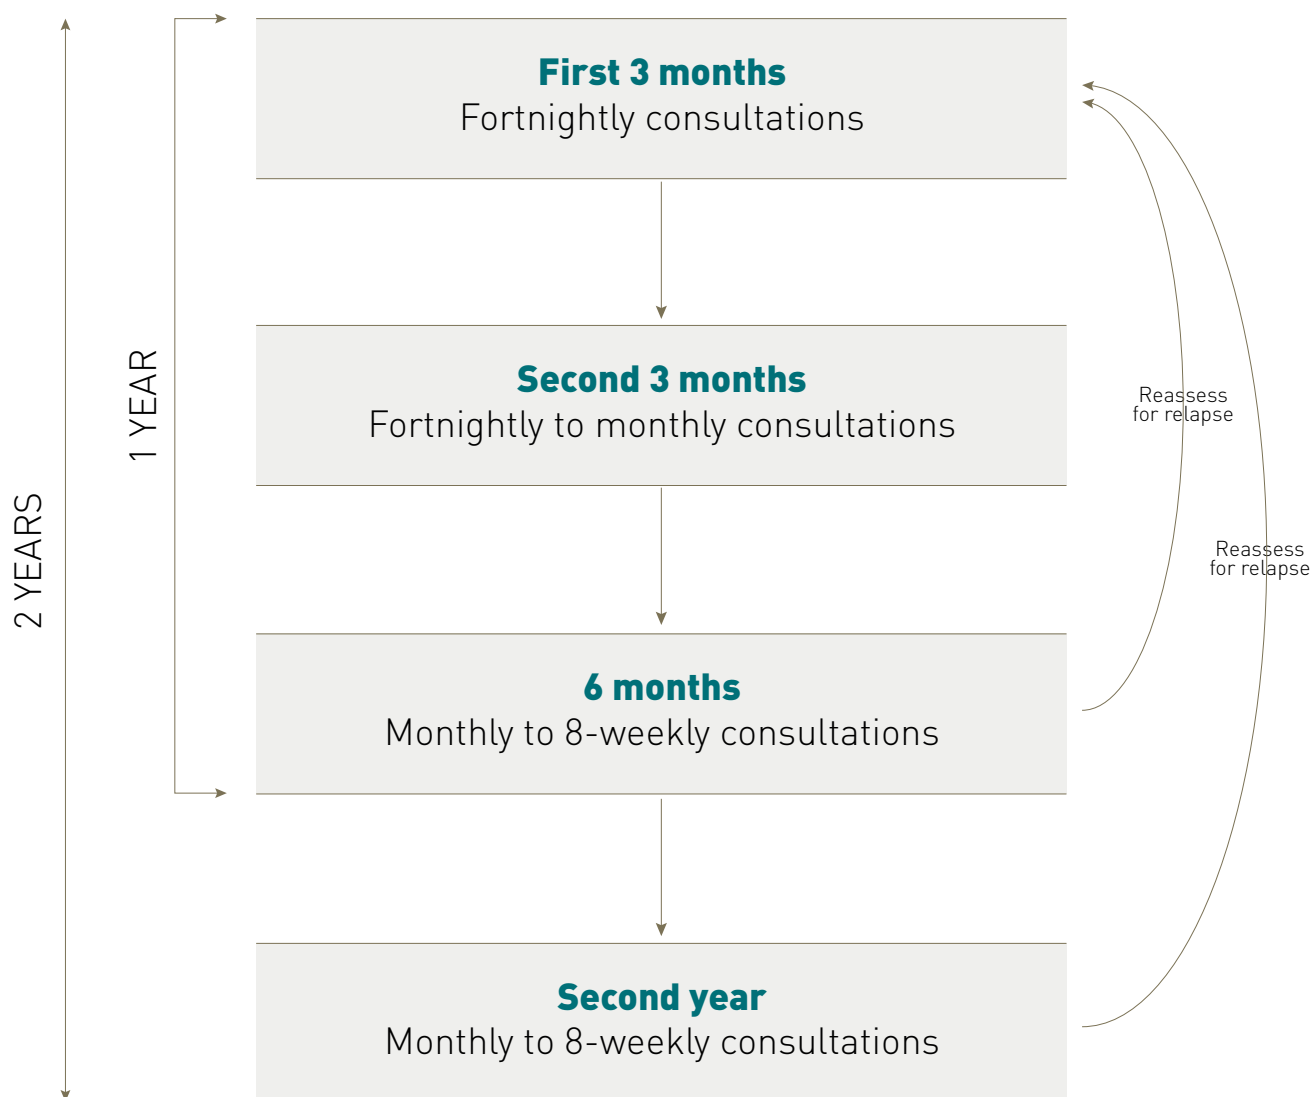 First 3 months
Fortnightly consultations
Second 3 months
Fortnightly to monthly consultations
6 months
Monthly to 8-weekly consultations
Second year
Monthly to 8-weekly consultations
1 YEAR
2 YEARS
Reassess
for relapse
Reassess
for relapse